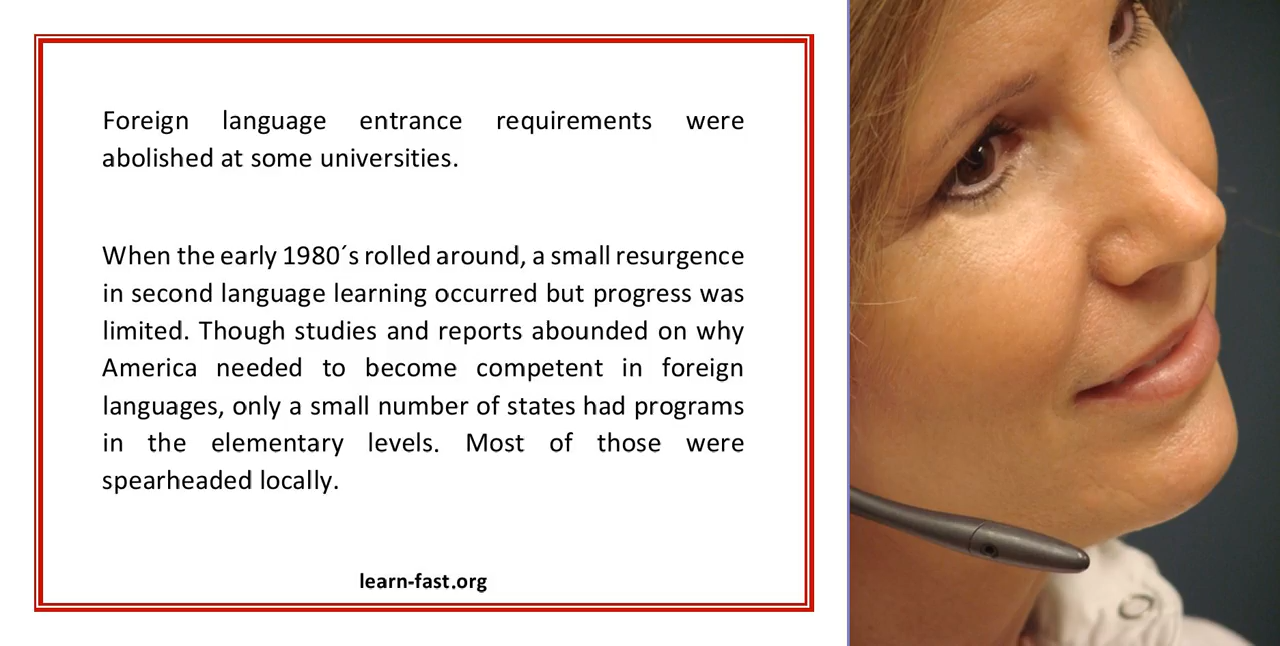 Foreign language entrance requirements were
abolished at some universities.
When the early 1980´s rolled around, a small resurgence
in second language learning occurred but progress was
limited. Though studies and reports abounded on why
America needed to become competent in foreign
languages, only a small number of states had programs
in the elementary levels. Most of those were
spearheaded locally.
learn-fast.org